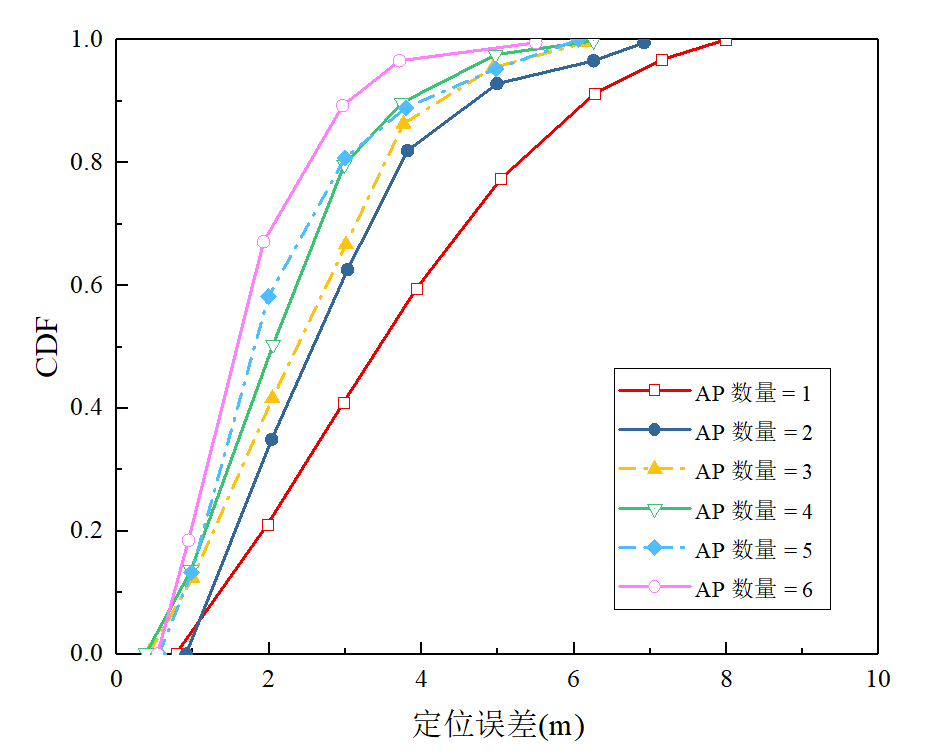 1.0
0.8
0.6
0.4
0.2
0.0
CDF
AP 数量 = 1
AP 数量 = 2
AP 数量 = 3
AP 数量 = 4
AP 数量 = 5
AP 数量 = 6
0 2 4 6 8 10
定位误差(m)